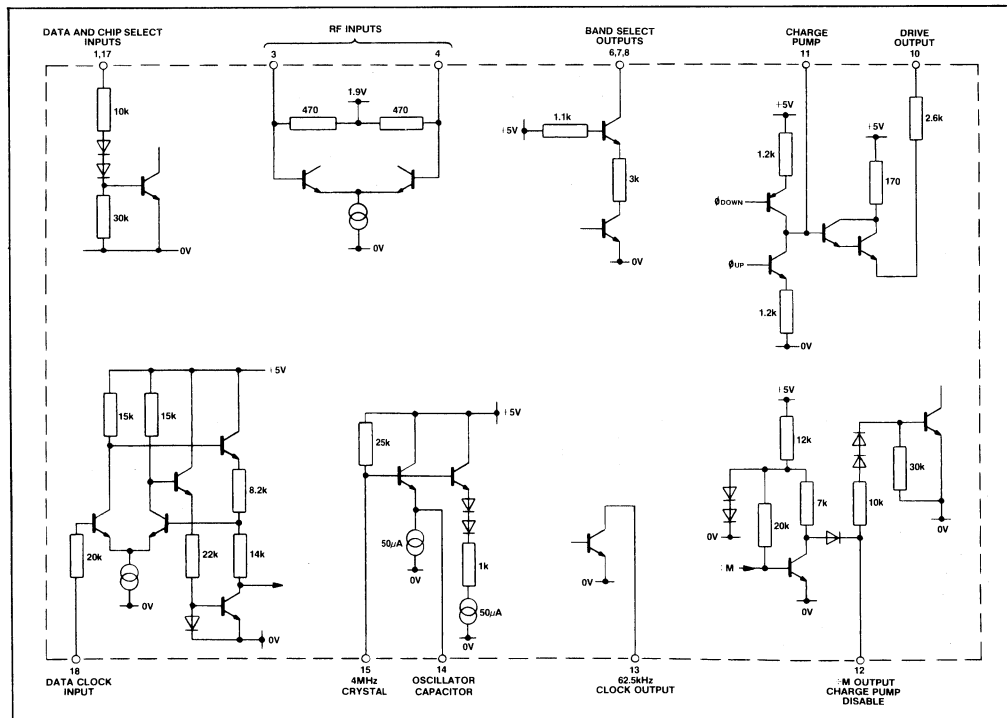 DATA AND CHIP SELECT
INPUTS
1,17
RF INPUTS
3
4
BAND SELECT
OUTPUTS
6,7,8
CHARGE
PUMP
11
DRIVE
OUTPUT
10
10k
30k
0V
1.9V
470
470
0V
+5V
1.1k
3k
0V
+5V
1.2k
ØDOWN
ØUP
1.2k
0V
+5V
170
2.6k
+5V
15k
15k
8.2k
20k
22k
14k
0V
0V
18
DATA CLOCK
INPUT
+5V
25k
50µA
0V
1k
50µA
0V
15
4MHz
CRYSTAL
14
OSCILLATOR
CAPACITOR
0V
13
62.5kHz
CLOCK OUTPUT
+5V
12k
7k
20k
0V
÷M
0V
10k
30k
0V
12
÷M OUTPUT
CHARGE PUMP
DISABLE